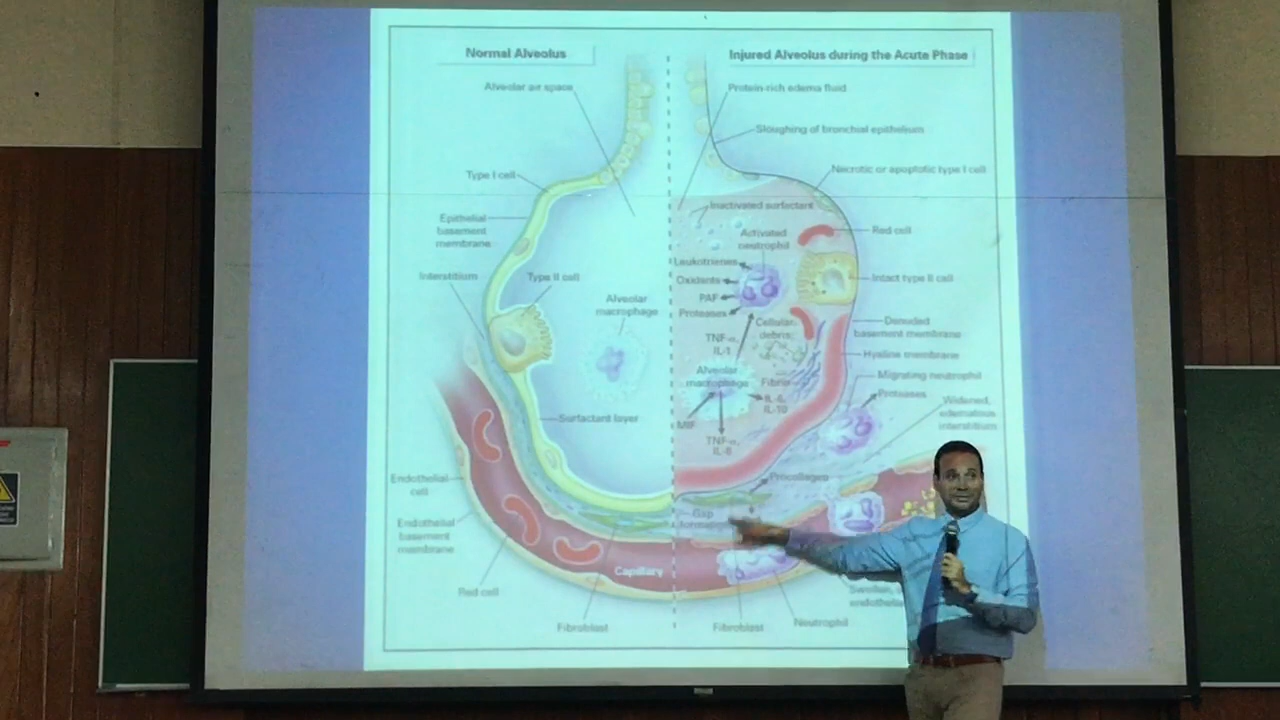 Normal Alveolus
Injured Alveolus during the Acute Phase
Alveolar air space
Protein-rich edema fluid
Sloughing of bronchial epithelium
Type I cell
Necrotic or apoptotic type I cell
Inactivated surfactant
Epithelial
basement
membrane
Activated
neutrophil
Red cell
Leukotrienes
Oxidants
PAF
Proteases
Interstitium
Type II cell
Intact type II cell
Alveolar
macrophage
Cellular
debris
TNF-α,
IL-1
Denuded
basement membrane
Hyaline membrane
Alveolar
macrophage
Fibrin
Migrating neutrophil
Proteases
IL-6,
IL-10
MIF
TNF-α,
IL-8
Widened,
edematous
interstitium
Surfactant layer
Procollagen
Endothelial
cell
Gap
formation
Endothelial
basement
membrane
Capillary
Red cell
Swollen,
endothelial
Fibroblast
Fibroblast
Neutrophil